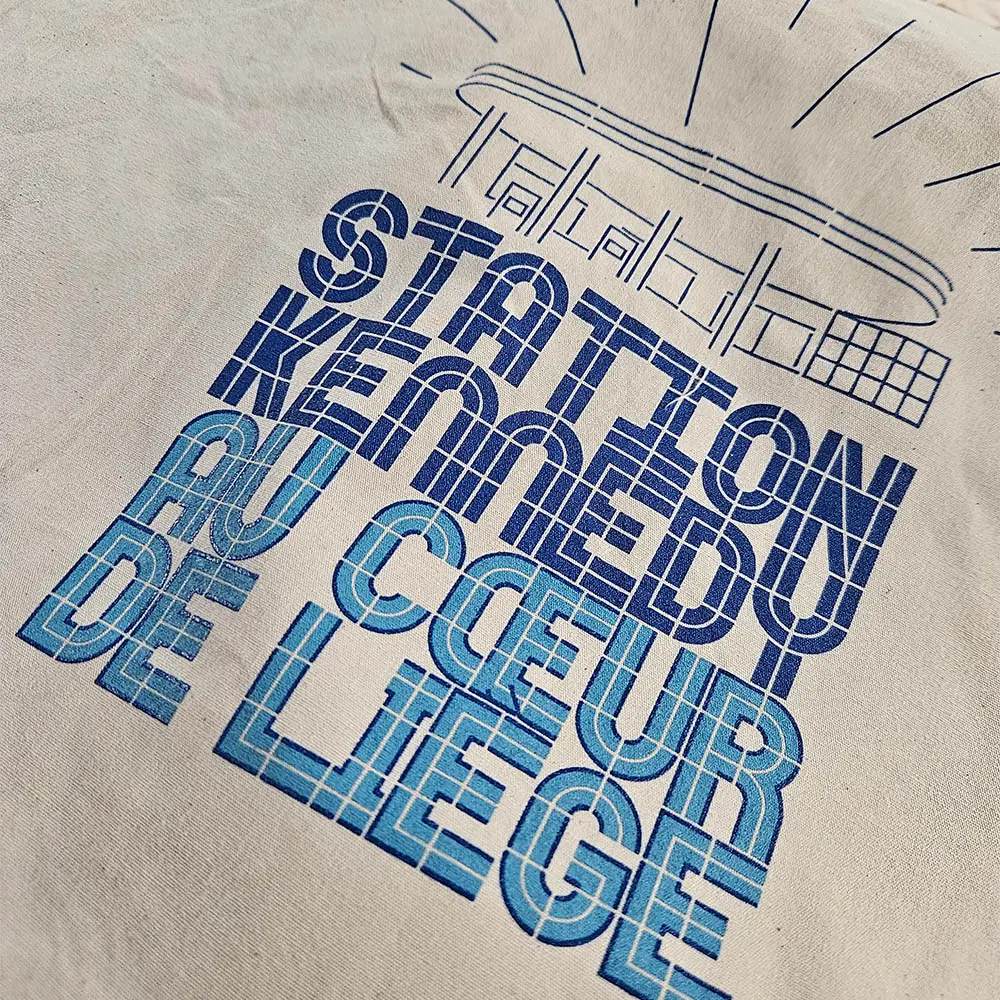 STATION
KENNEDY
AU CŒUR
DE LIEGE